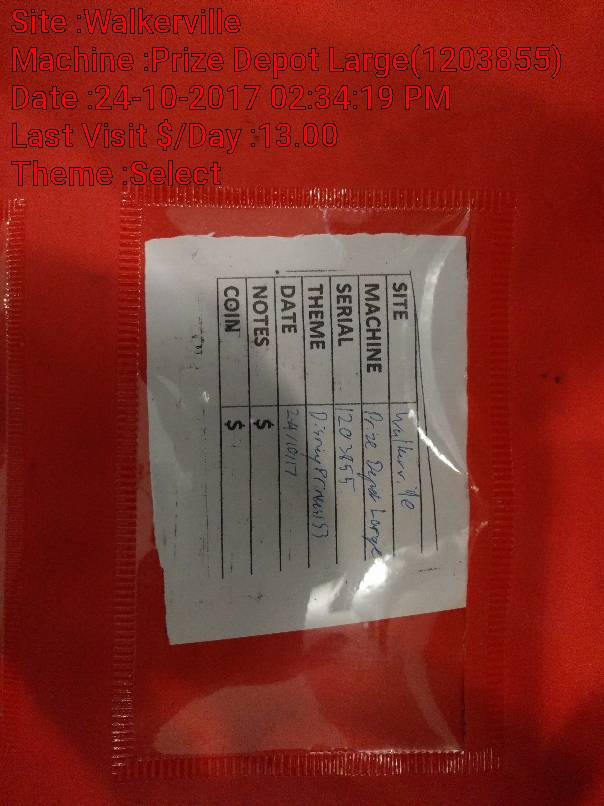 Site :Walkerville
Machine :Prize Depot Large(1203855)
Date :24-10-2017 02:34:19 PM
Last Visit $/Day :13.00
Theme :Select
SITE Walkerville
MACHINE Prize Depot Large
SERIAL 1203855
THEME Disney
DATE 24/10/17
NOTES $
COIN $